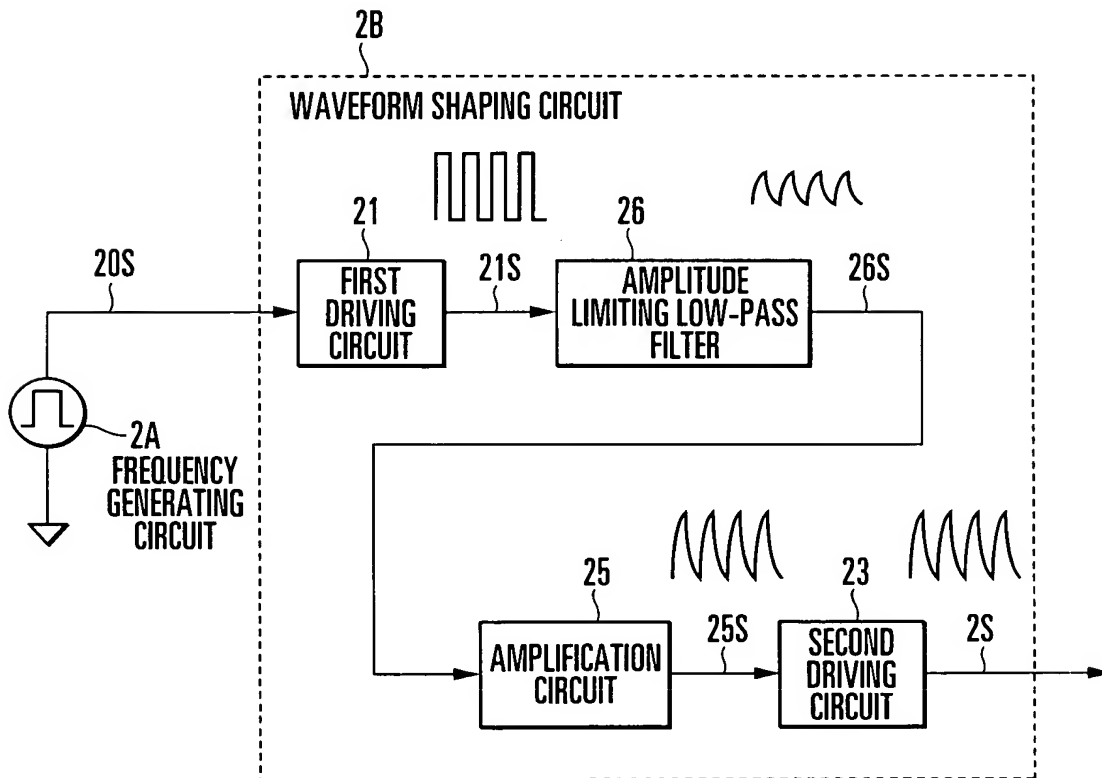 2B
WAVEFORM SHAPING CIRCUIT
20S
21
FIRST
DRIVING
CIRCUIT
21S
26
AMPLITUDE
LIMITING LOW-PASS
FILTER
26S
2A
FREQUENCY
GENERATING
CIRCUIT
25
AMPLIFICATION
CIRCUIT
25S
23
SECOND
DRIVING
CIRCUIT
2S